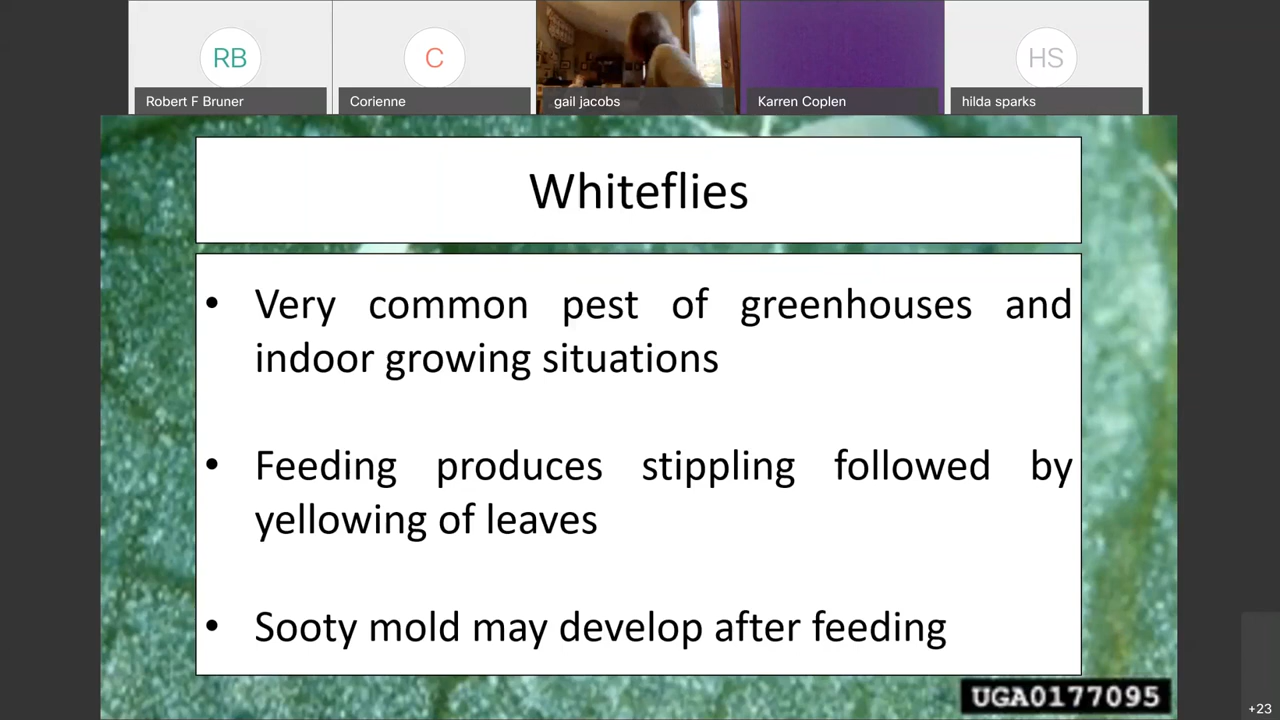 RB
C
HS
Robert F Bruner
Corienne
gail jacobs
Karren Coplen
hilda sparks
Whiteflies
• Very common pest of greenhouses and
indoor growing situations
• Feeding produces stippling followed by
yellowing of leaves
• Sooty mold may develop after feeding
UGA0177095
+23